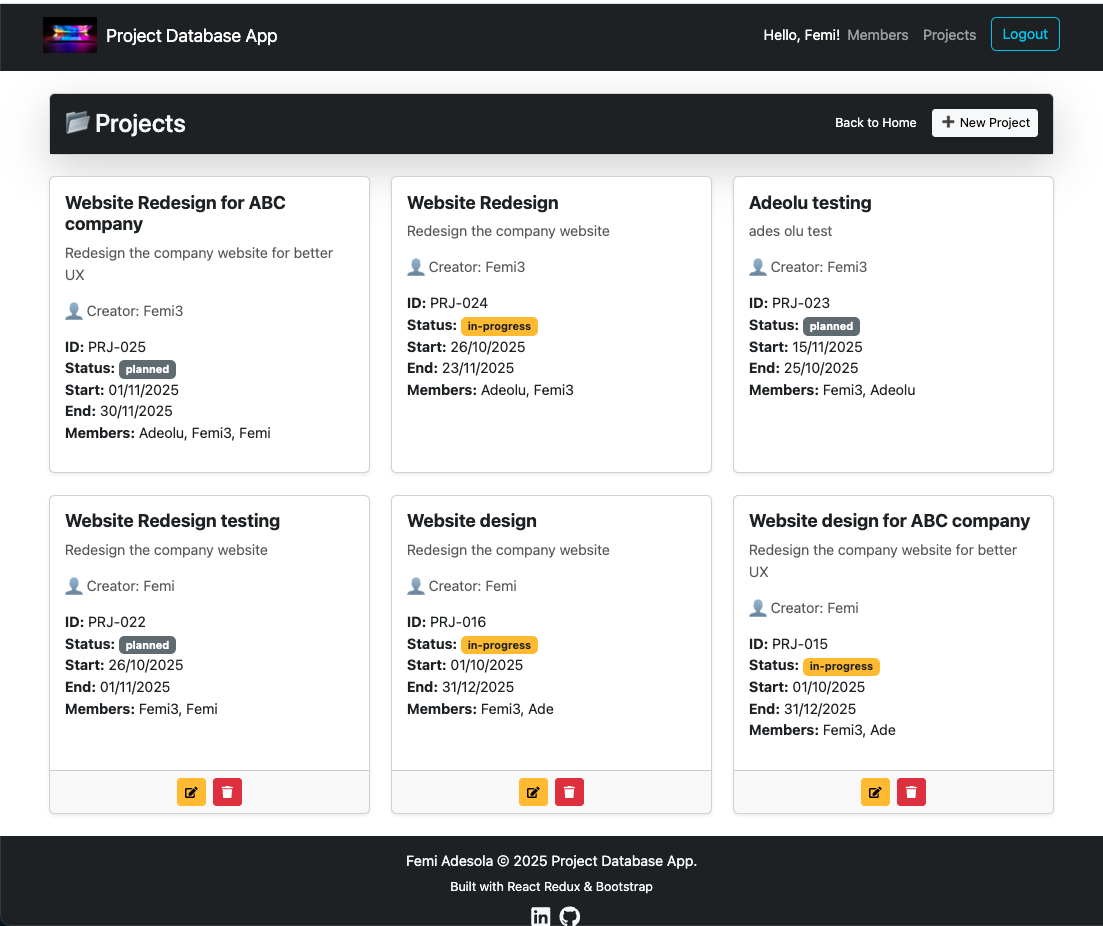 Project Database App
Hello, Femi! Members Projects Logout
Projects
Back to Home
New Project
Website Redesign for ABC
company
Redesign the company website for better
UX
Creator: Femi3
ID: PRJ-025
Status: planned
Start: 01/11/2025
End: 30/11/2025
Members: Adeolu, Femi3, Femi
Website Redesign
Redesign the company website
Creator: Femi3
ID: PRJ-024
Status: in-progress
Start: 26/10/2025
End: 23/11/2025
Members: Adeolu, Femi3
Adeolu testing
ades olu test
Creator: Femi3
ID: PRJ-023
Status: planned
Start: 15/11/2025
End: 25/10/2025
Members: Femi3, Adeolu
Website Redesign testing
Redesign the company website
Creator: Femi
ID: PRJ-022
Status: planned
Start: 26/10/2025
End: 01/11/2025
Members: Femi3, Femi
Website design
Redesign the company website
Creator: Femi
ID: PRJ-016
Status: in-progress
Start: 01/10/2025
End: 31/12/2025
Members: Femi3, Ade
Website design for ABC company
Redesign the company website for better
UX
Creator: Femi
ID: PRJ-015
Status: in-progress
Start: 01/10/2025
End: 31/12/2025
Members: Femi3, Ade
Femi Adesola © 2025 Project Database App.
Built with React Redux & Bootstrap
in